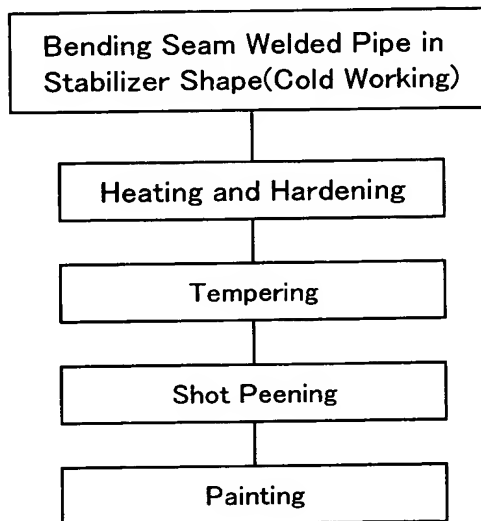 Bending Seam Welded Pipe in
Stabilizer Shape(Cold Working)
Heating and Hardening
Tempering
Shot Peening
Painting